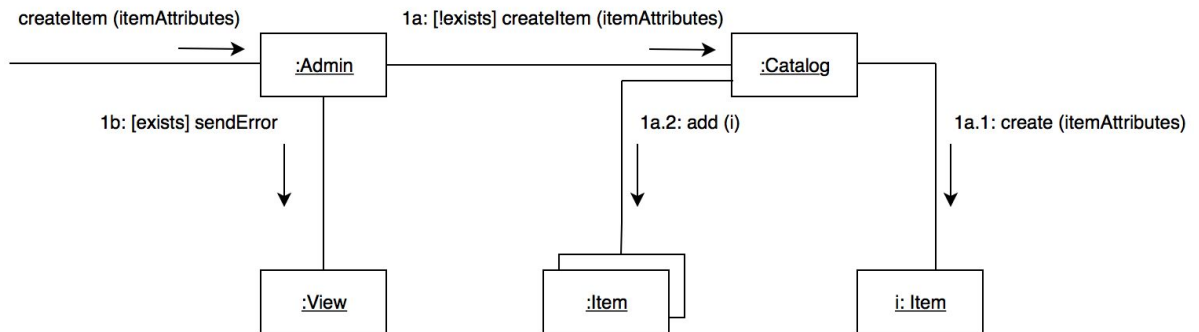 createItem (itemAttributes)
1a: [!exists] createItem (itemAttributes)
:Admin
:Catalog
1b: [exists] sendError
1a.2: add (i)
1a.1: create (itemAttributes)
:View
:Item
i: Item